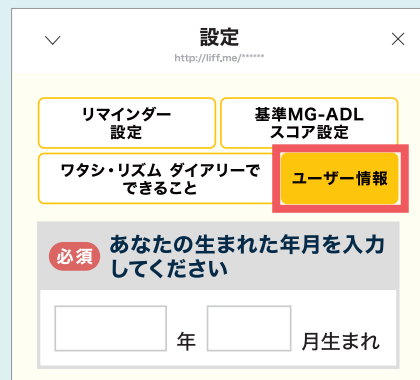 設定
http://liff.me/******
リマインダー
設定
基準MG-ADL
スコア設定
ワタシ・リズム ダイアリーで
できること
ユーザー情報
必須
あなたの生まれた年月を入力
してください
年 月生まれ